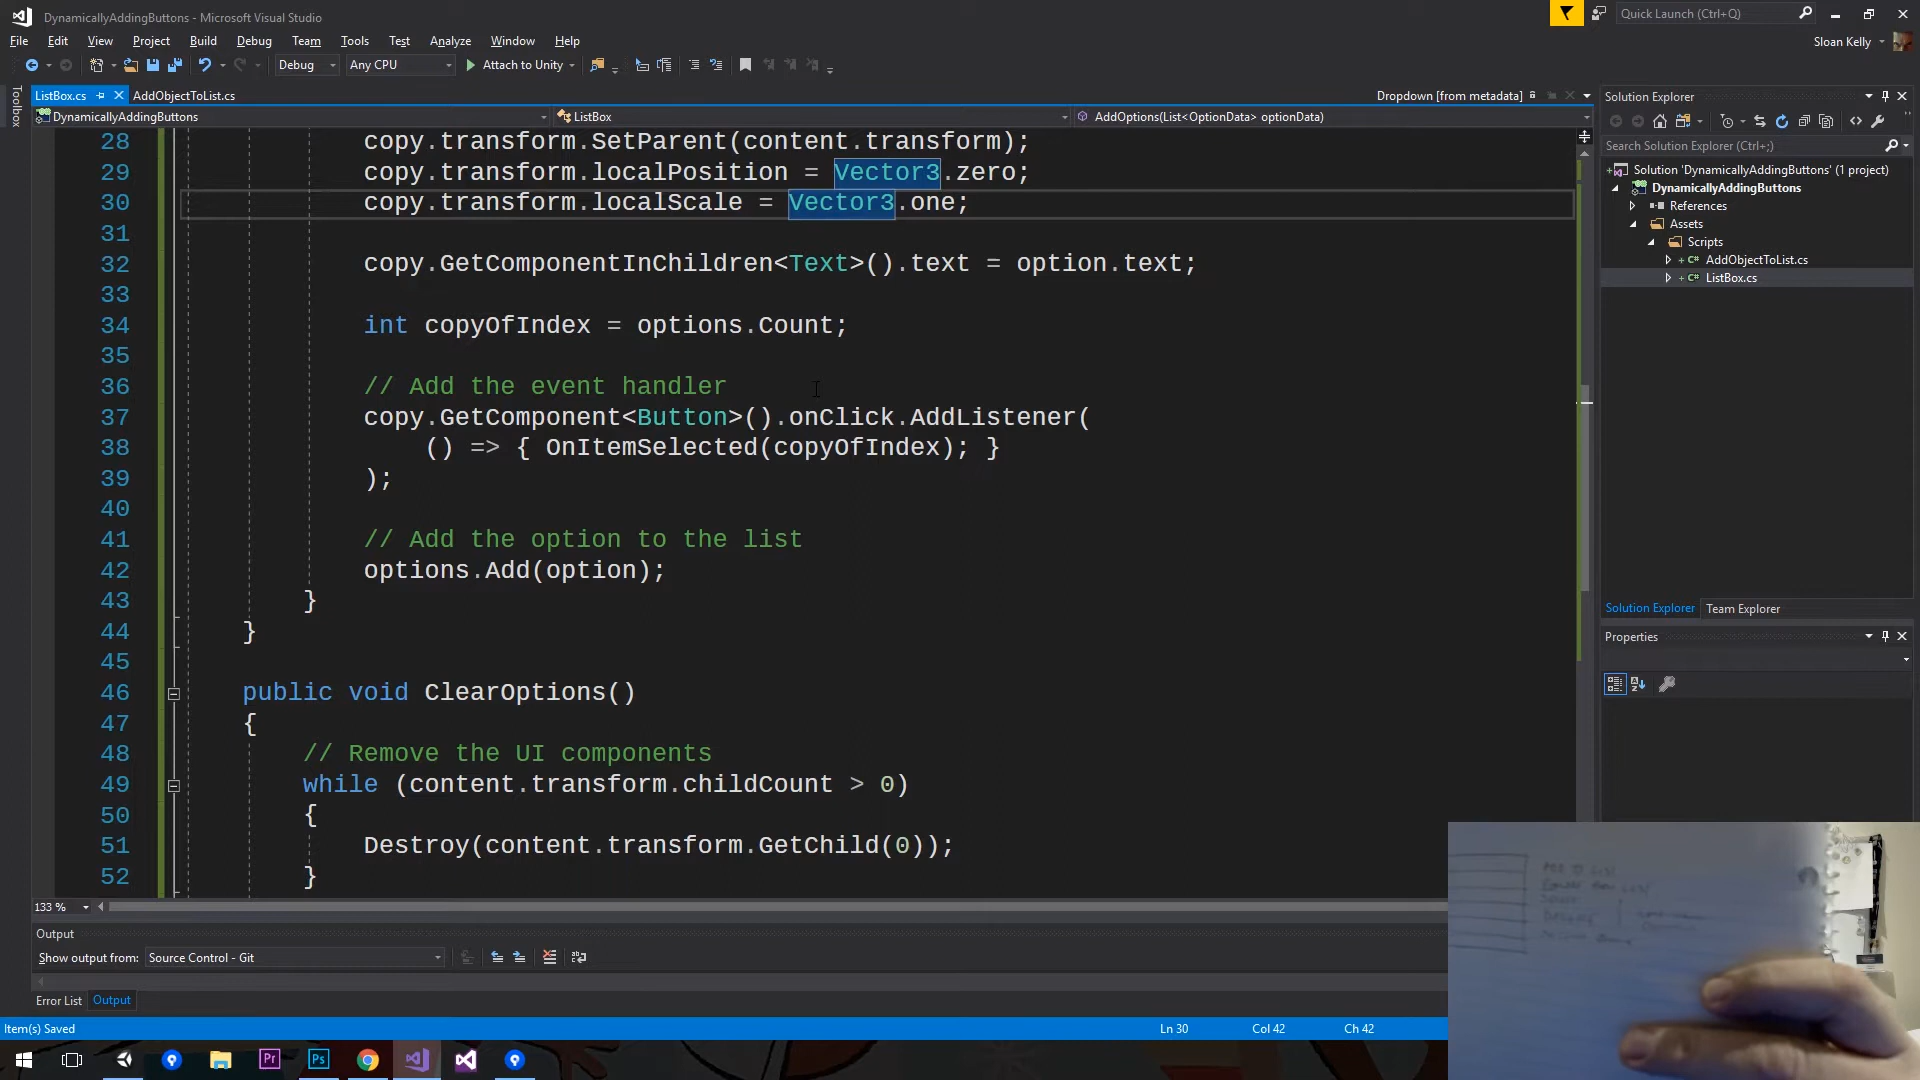 DynamicallyAddingButtons - Microsoft Visual Studio
Quick Launch (Ctrl+Q)
File Edit View Project Build Debug Team Tools Test Analyze Window Help
Sloan Kelly
Debug Any CPU Attach to Unity
Toolbox
ListBox.cs AddObjectToList.cs Dropdown [from metadata]
DynamicallyAddingButtons ListBox AddOptions(List<OptionData> optionData)
28 copy.transform.SetParent(content.transform);
29 copy.transform.localPosition = Vector3.zero;
30 copy.transform.localScale = Vector3.one;
31
32 copy.GetComponentInChildren<Text>().text = option.text;
33
34 int copyOfIndex = options.Count;
35
36 // Add the event handler
37 copy.GetComponent<Button>().onClick.AddListener(
38 () => { OnItemSelected(copyOfIndex); }
39 );
40
41 // Add the option to the list
42 options.Add(option);
43 }
44 }
45
46 public void ClearOptions()
47 {
48 // Remove the UI components
49 while (content.transform.childCount > 0)
50 {
51 Destroy(content.transform.GetChild(0));
52 }
133 %
Output
Show output from: Source Control - Git
Error List Output
Item(s) Saved Ln 30 Col 42 Ch 42
Solution Explorer
Search Solution Explorer (Ctrl+;)
Solution 'DynamicallyAddingButtons' (1 project)
DynamicallyAddingButtons
References
Assets
Scripts
AddObjectToList.cs
ListBox.cs
Solution Explorer Team Explorer
Properties